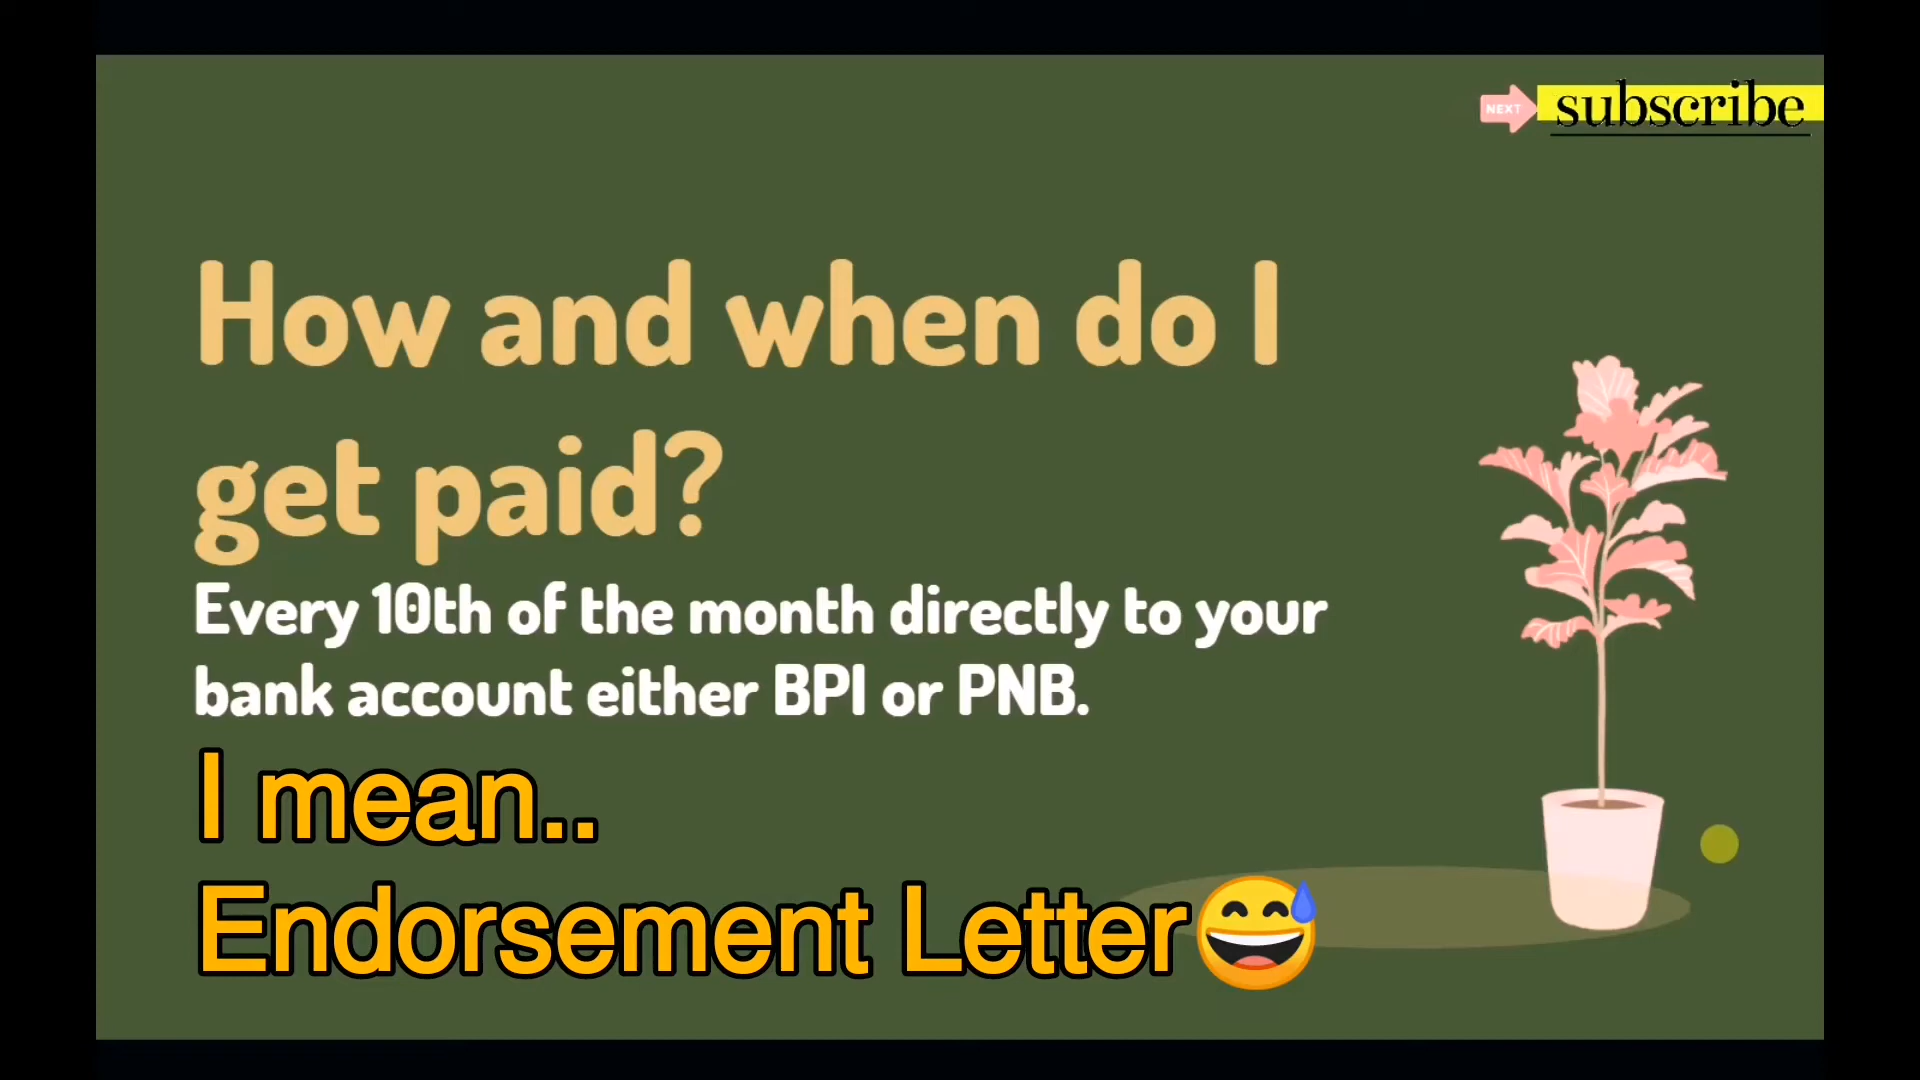 NEXT subscribe
How and when do I
get paid?
Every 10th of the month directly to your
bank account either BPI or PNB.
I mean..
Endorsement Letter😅